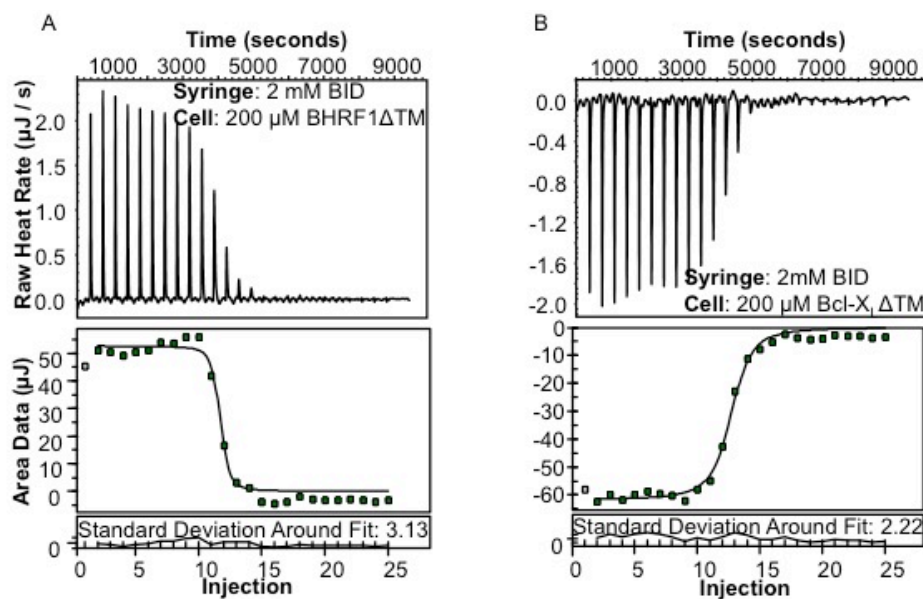 A
Time (seconds)
1000 3000 5000 7000 9000
Syringe: 2 mM BID
Cell: 200 µM BHRF1ΔTM
Raw Heat Rate (µJ / s)
2.0
1.5
1.0
0.5
0.0
Area Data (µJ)
50
40
30
20
10
0
Standard Deviation Around Fit: 3.13
0
0 5 10 15 20 25
Injection
B
Time (seconds)
1000 3000 5000 7000 9000
0.0
-0.4
-0.8
-1.2
-1.6
-2.0
Syringe: 2mM BID
Cell: 200 µM Bcl-X ΔTM
0
-10
-20
-30
-40
-50
-60
Standard Deviation Around Fit: 2.22
0
0 5 10 15 20 25
Injection